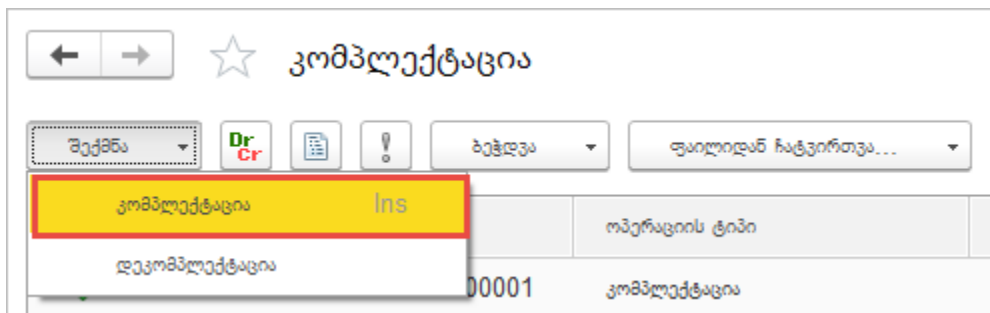 კომპლექტაცია
შექმნა Dr Cr ბეჭდვა ფაილიდან ჩატვირთვა...
კომპლექტაცია Ins
ოპერაციის ტიპი
დეკომპლექტაცია
00001 კომპლექტაცია